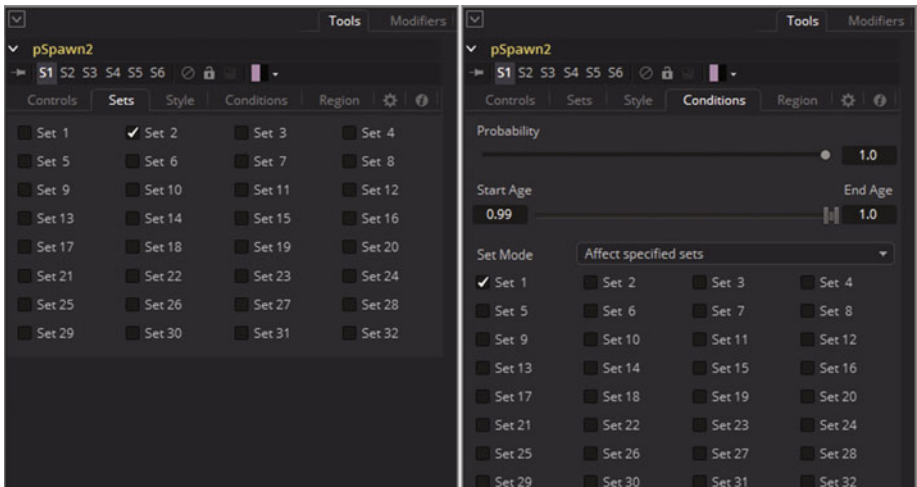 Tools Modifiers
pSpawn2
S1 S2 S3 S4 S5 S6
Controls Sets Style Conditions Region
Set 1 Set 2 Set 3 Set 4
Set 5 Set 6 Set 7 Set 8
Set 9 Set 10 Set 11 Set 12
Set 13 Set 14 Set 15 Set 16
Set 17 Set 18 Set 19 Set 20
Set 21 Set 22 Set 23 Set 24
Set 25 Set 26 Set 27 Set 28
Set 29 Set 30 Set 31 Set 32
Tools Modifiers
pSpawn2
S1 S2 S3 S4 S5 S6
Controls Sets Style Conditions Region
Probability
1.0
Start Age End Age
0.99 1.0
Set Mode Affect specified sets
Set 1 Set 2 Set 3 Set 4
Set 5 Set 6 Set 7 Set 8
Set 9 Set 10 Set 11 Set 12
Set 13 Set 14 Set 15 Set 16
Set 17 Set 18 Set 19 Set 20
Set 21 Set 22 Set 23 Set 24
Set 25 Set 26 Set 27 Set 28
Set 29 Set 30 Set 31 Set 32